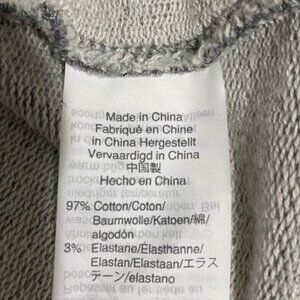 Made in China
Fabriqué en Chine
in China Hergestellt
Vervaardigd in China
中国製
Hecho en China
97% Cotton/Coton/
Baumwolle/Katoen/綿/
algodón
3% Elastane/Élasthanne/
Elastan/Elastaan/エラス
テーン/elastano